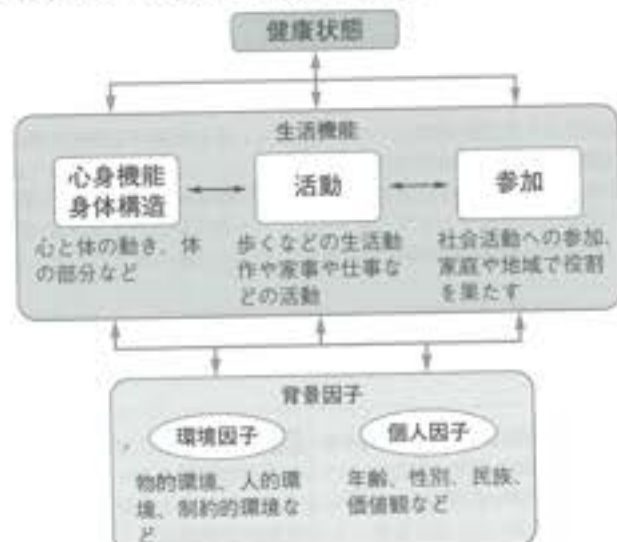 健康状態
生活機能
心身機能
身体構造
活動
参加
心と体の動き、体
の部分など
歩くなどの生活動
作や家事や仕事な
どの活動
社会活動への参加、
家庭や地域で役割
を果たす
背景因子
環境因子
個人因子
物的環境、人的環
境、制約的環境な
ど
年齢、性別、民族、
価値観など